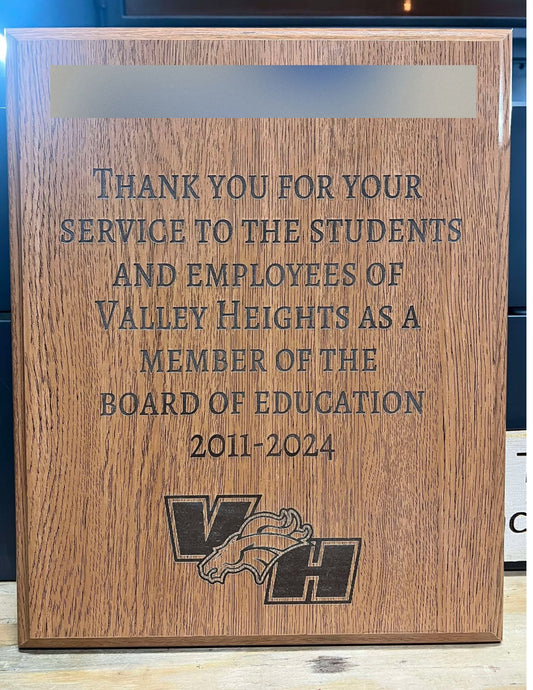 Thank you for your
service to the students
and employees of
Valley Heights as a
member of the
board of education
2011-2024
V
H